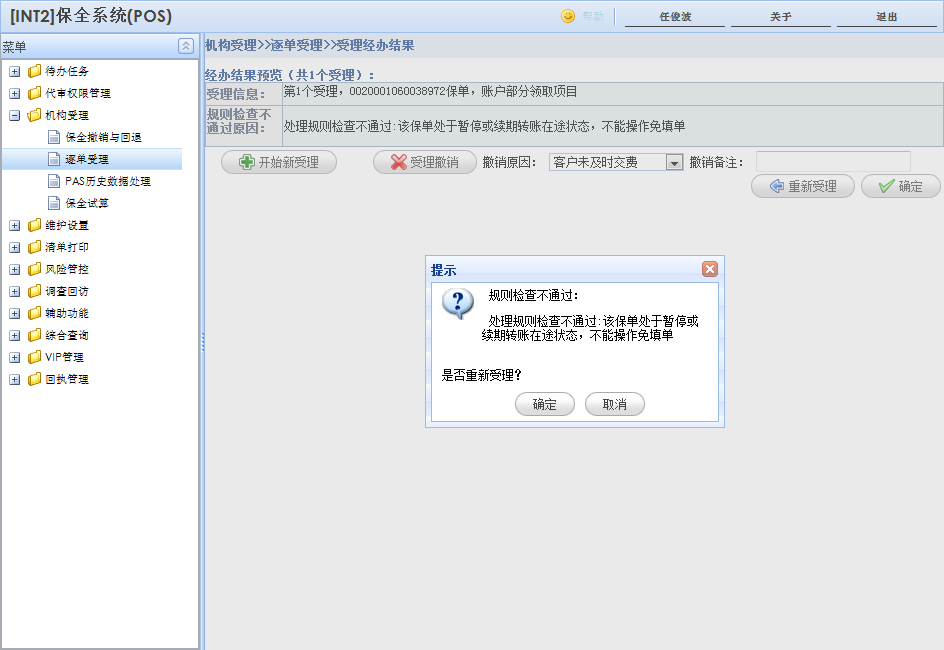 [INT2]保全系统(POS)
帮助
任俊波
关于
退出
菜单
待办任务
代审权限管理
机构受理
保全撤销与回退
逐单受理
PAS历史数据处理
保全试算
维护设置
清单打印
风险管控
调查回访
辅助功能
综合查询
VIP管理
回执管理
机构受理>>逐单受理>>受理经办结果
经办结果预览（共1个受理）:
受理信息:
第1个受理，0020001060038972保单，账户部分领取项目
规则检查不
通过原因:
处理规则检查不通过:该保单处于暂停或续期转账在途状态，不能操作免填单
开始新受理
受理撤销
撤销原因:
客户未及时交费
撤销备注:
重新受理
确定
提示
规则检查不通过:
处理规则检查不通过:该保单处于暂停或
续期转账在途状态，不能操作免填单
是否重新受理?
确定
取消